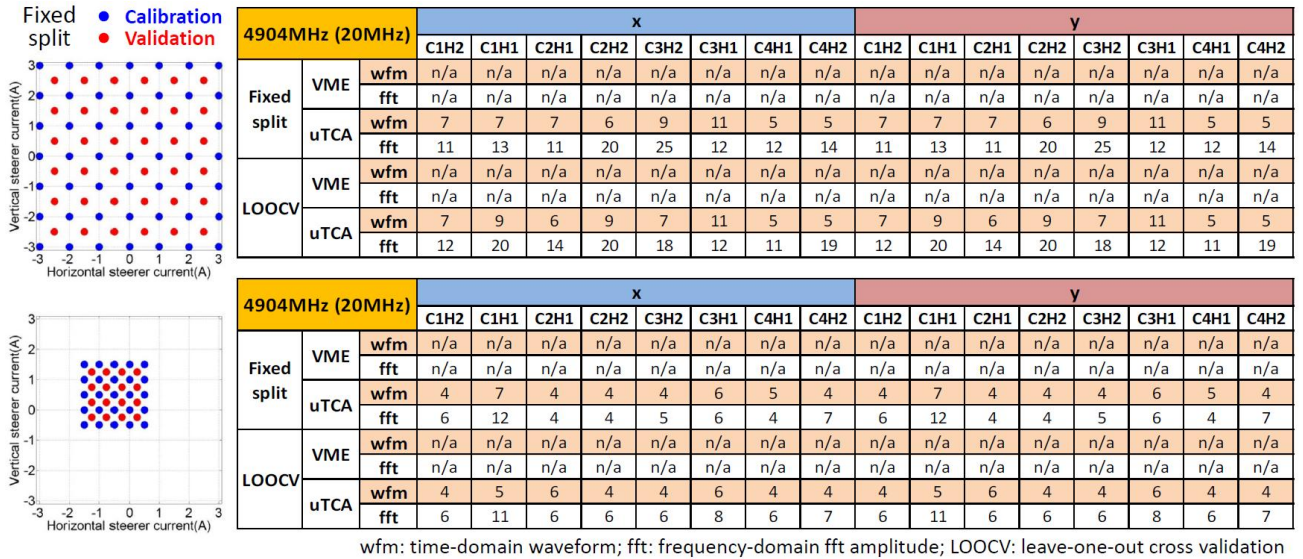 Fixed split
Calibration
Validation
3
2
1
0
-1
-2
-3
-3 -2 -1 0 1 2 3
Vertical steerer current(A)
Horizontal steerer current(A)
4904MHz (20MHz) x y
C1H2 C1H1 C2H1 C2H2 C3H2 C3H1 C4H1 C4H2 C1H2 C1H1 C2H1 C2H2 C3H2 C3H1 C4H1 C4H2
Fixed split
VME
wfm n/a n/a n/a n/a n/a n/a n/a n/a n/a n/a n/a n/a n/a n/a n/a n/a
fft n/a n/a n/a n/a n/a n/a n/a n/a n/a n/a n/a n/a n/a n/a n/a n/a
uTCA
wfm 7 7 7 6 9 11 5 5 7 7 7 6 9 11 5 5
fft 11 13 11 20 25 12 12 14 11 13 11 20 25 12 12 14
LOOCV
VME
wfm n/a n/a n/a n/a n/a n/a n/a n/a n/a n/a n/a n/a n/a n/a n/a n/a
fft n/a n/a n/a n/a n/a n/a n/a n/a n/a n/a n/a n/a n/a n/a n/a n/a
uTCA
wfm 7 9 6 9 7 11 5 5 7 9 6 9 7 11 5 5
fft 12 20 14 20 18 12 11 19 12 20 14 20 18 12 11 19
3
2
1
0
-1
-2
-3
-3 -2 -1 0 1 2 3
Vertical steerer current(A)
Horizontal steerer current(A)
4904MHz (20MHz) x y
C1H2 C1H1 C2H1 C2H2 C3H2 C3H1 C4H1 C4H2 C1H2 C1H1 C2H1 C2H2 C3H2 C3H1 C4H1 C4H2
Fixed split
VME
wfm n/a n/a n/a n/a n/a n/a n/a n/a n/a n/a n/a n/a n/a n/a n/a n/a
fft n/a n/a n/a n/a n/a n/a n/a n/a n/a n/a n/a n/a n/a n/a n/a n/a
uTCA
wfm 4 7 4 4 4 6 5 4 4 7 4 4 4 6 5 4
fft 6 12 4 4 5 6 4 7 6 12 4 4 5 6 4 7
LOOCV
VME
wfm n/a n/a n/a n/a n/a n/a n/a n/a n/a n/a n/a n/a n/a n/a n/a n/a
fft n/a n/a n/a n/a n/a n/a n/a n/a n/a n/a n/a n/a n/a n/a n/a n/a
uTCA
wfm 4 5 6 4 4 6 4 4 4 5 6 4 4 6 4 4
fft 6 11 6 6 6 8 6 7 6 11 6 6 6 8 6 7
wfm: time-domain waveform; fft: frequency-domain fft amplitude; LOOCV: leave-one-out cross validation